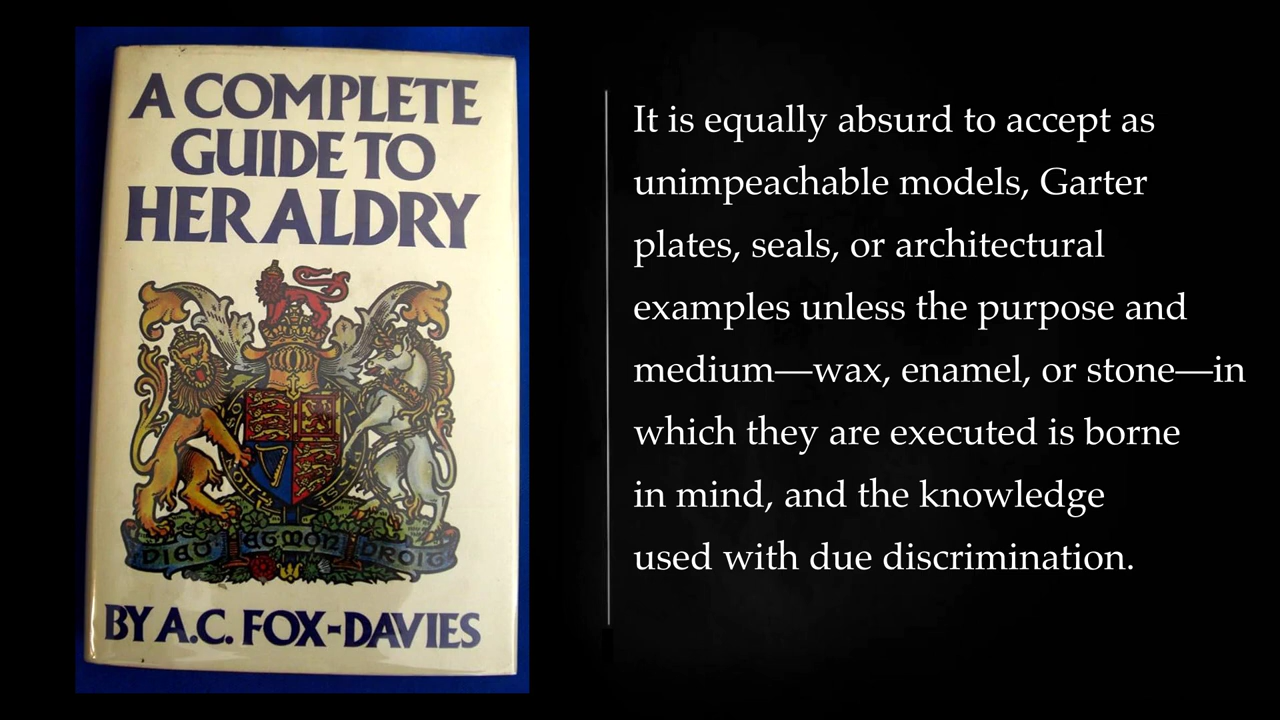 A COMPLETE
GUIDE TO
HERALDRY
DIEU ET MON DROIT
BY A.C. FOX-DAVIES
It is equally absurd to accept as
unimpeachable models, Garter
plates, seals, or architectural
examples unless the purpose and
medium—wax, enamel, or stone—in
which they are executed is borne
in mind, and the knowledge
used with due discrimination.